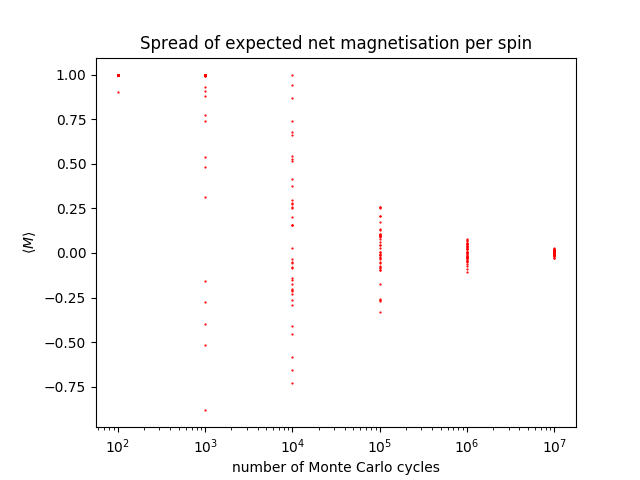 Spread of expected net magnetisation per spin
1.00
0.75
0.50
0.25
0.00
−0.25
−0.50
−0.75
⟨M⟩
10² 10³ 10⁴ 10⁵ 10⁶ 10⁷
number of Monte Carlo cycles